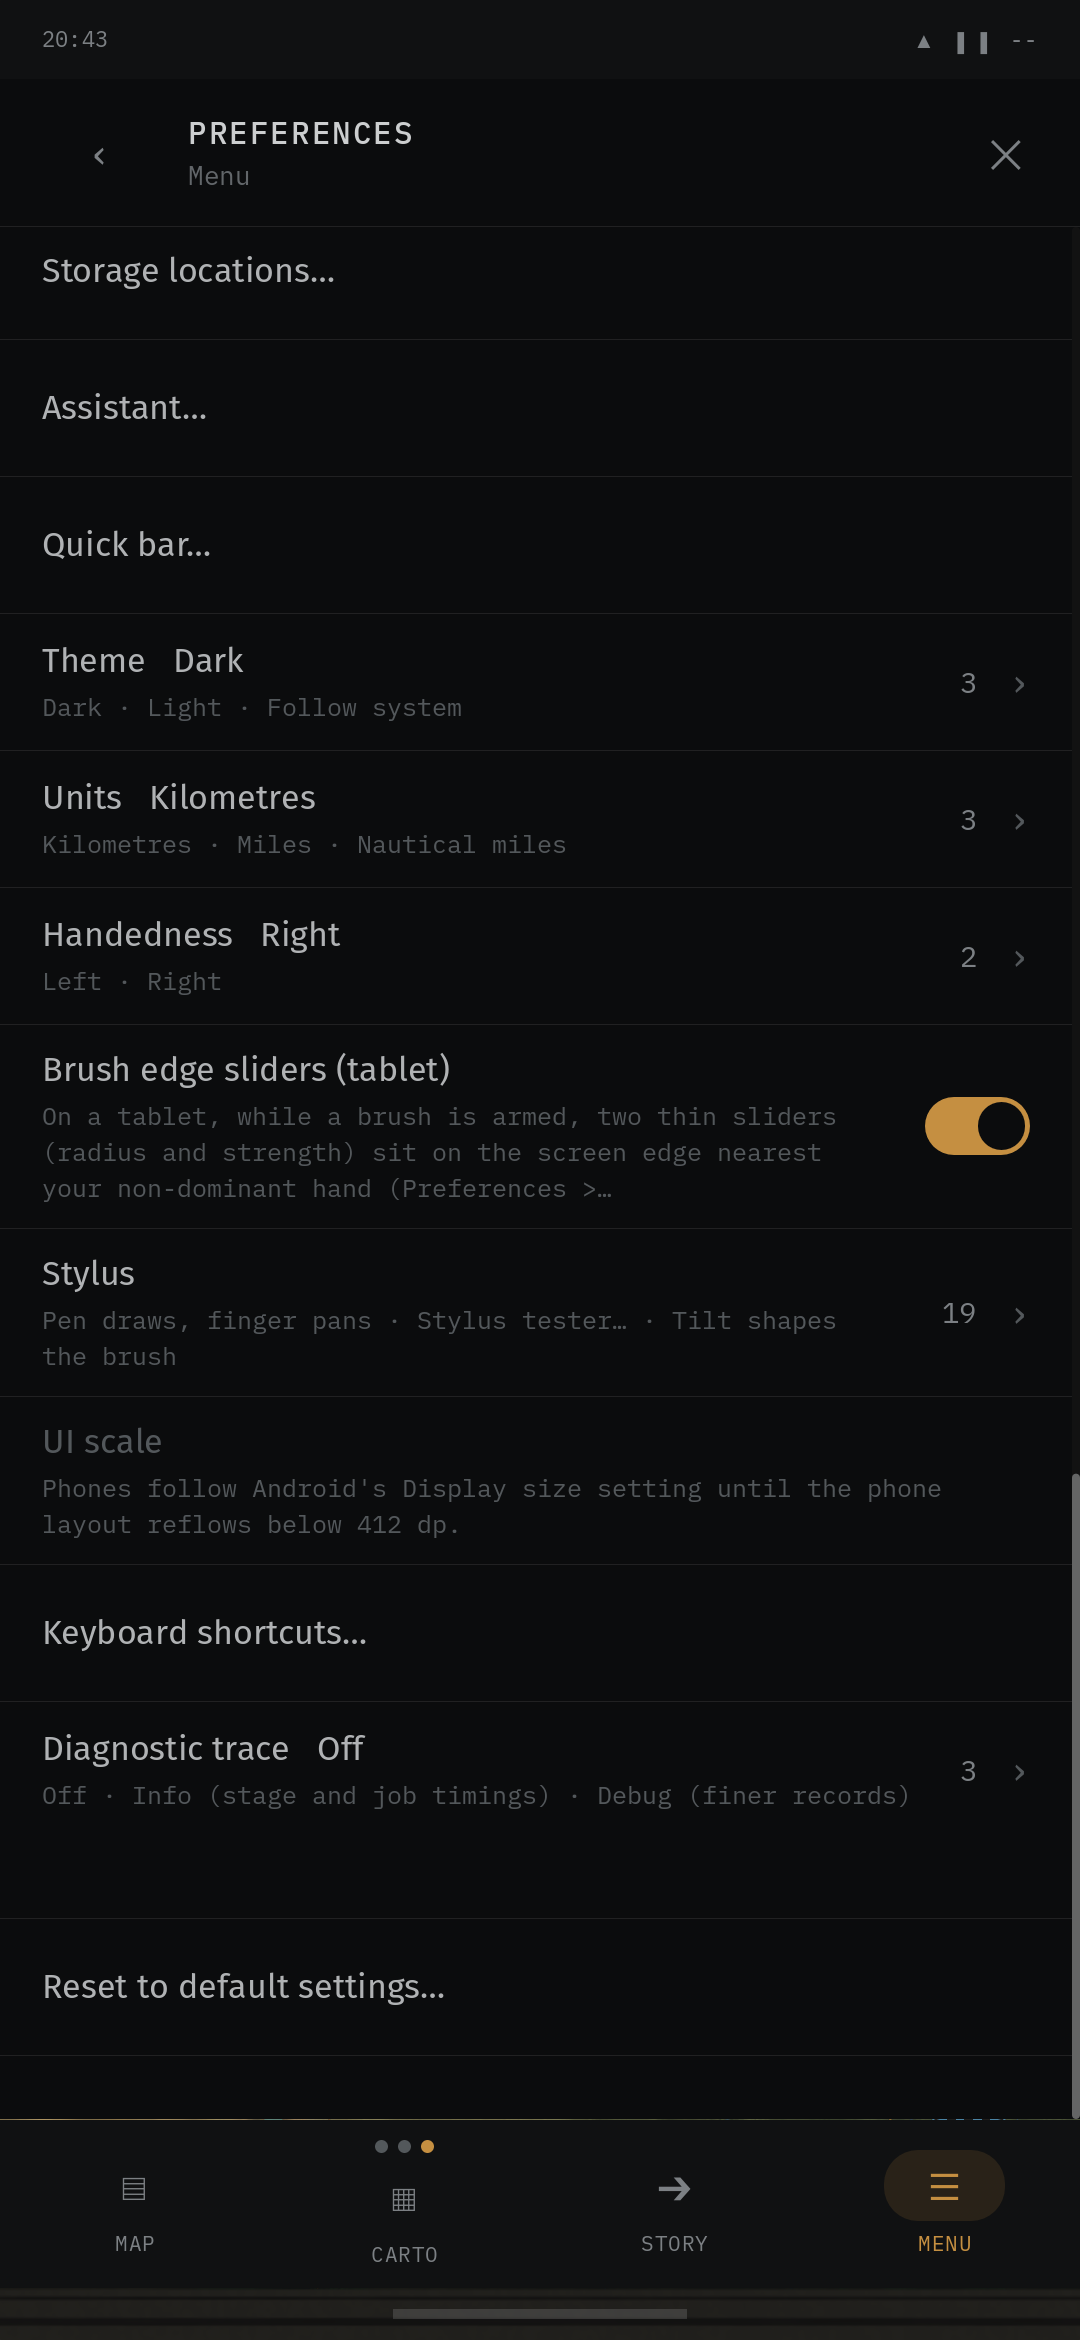 20:43
--
PREFERENCES
Menu
Storage locations…
Assistant…
Quick bar…
Theme Dark
Dark · Light · Follow system
3
Units Kilometres
Kilometres · Miles · Nautical miles
3
Handedness Right
Left · Right
2
Brush edge sliders (tablet)
On a tablet, while a brush is armed, two thin sliders
(radius and strength) sit on the screen edge nearest
your non-dominant hand (Preferences >…
Stylus
Pen draws, finger pans · Stylus tester… · Tilt shapes
the brush
19
UI scale
Phones follow Android's Display size setting until the phone
layout reflows below 412 dp.
Keyboard shortcuts…
Diagnostic trace Off
Off · Info (stage and job timings) · Debug (finer records)
3
Reset to default settings…
MAP
CARTO
STORY
MENU